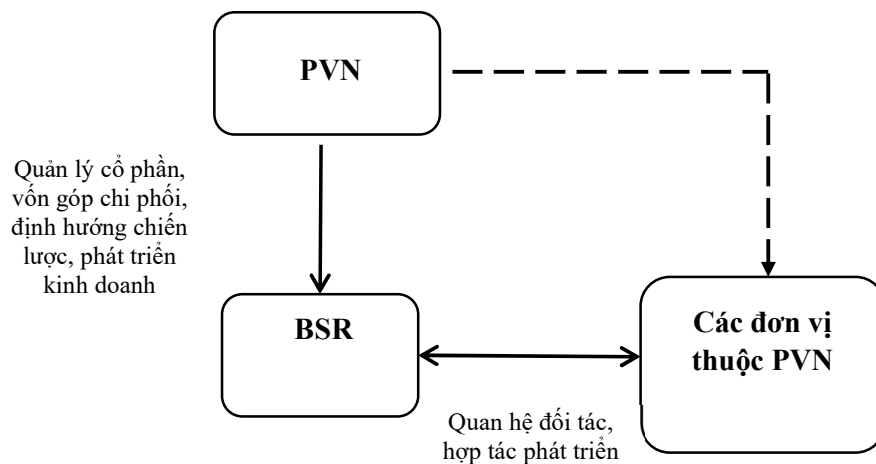 PVN
Quản lý cổ phần,
vốn góp chi phối,
định hướng chiến
lược, phát triển
kinh doanh
BSR
Các đơn vị
thuộc PVN
Quan hệ đối tác,
hợp tác phát triển